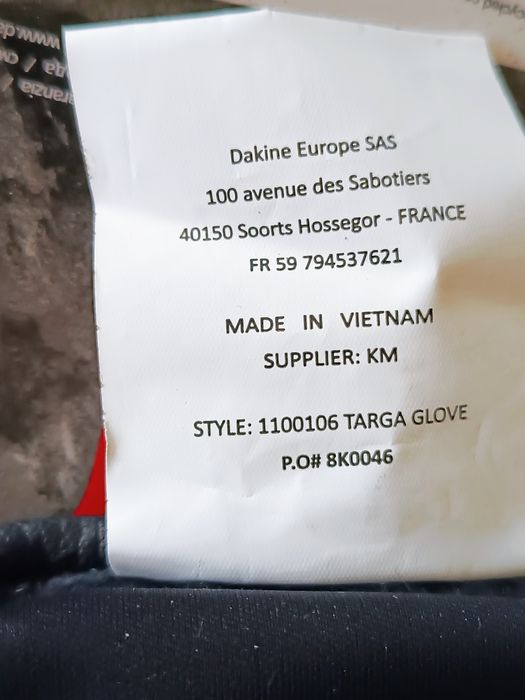 Dakine Europe SAS
100 avenue des Sabotiers
40150 Soorts Hossegor - FRANCE
FR 59 794537621
MADE IN VIETNAM
SUPPLIER: KM
STYLE: 1100106 TARGA GLOVE
P.O# 8K0046